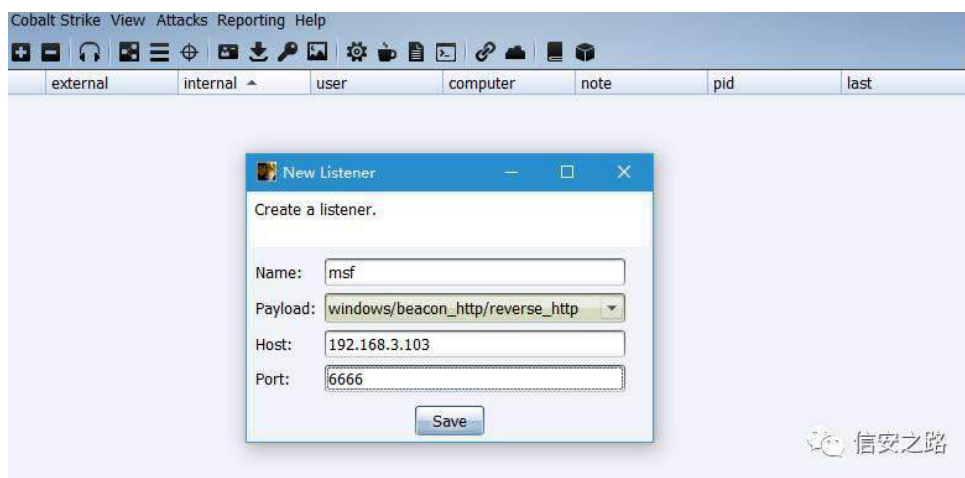 Cobalt Strike View Attacks Reporting Help
external internal user computer note pid last
New Listener
Create a listener.
Name: msf
Payload: windows/beacon_http/reverse_http
Host: 192.168.3.103
Port: 6666
Save
信安之路